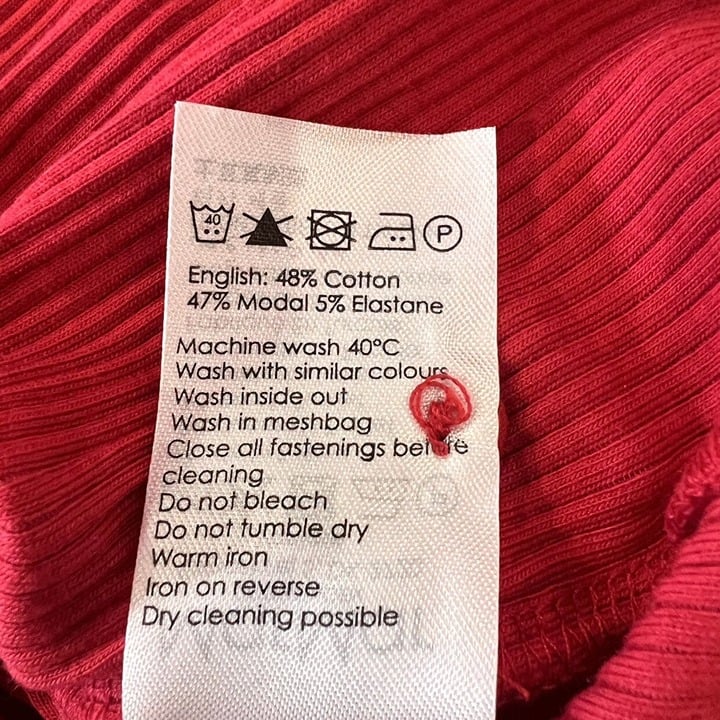 40
P
English: 48% Cotton
47% Modal 5% Elastane
Machine wash 40°C
Wash with similar colours
Wash inside out
Wash in meshbag
Close all fastenings before
cleaning
Do not bleach
Do not tumble dry
Warm iron
Iron on reverse
Dry cleaning possible